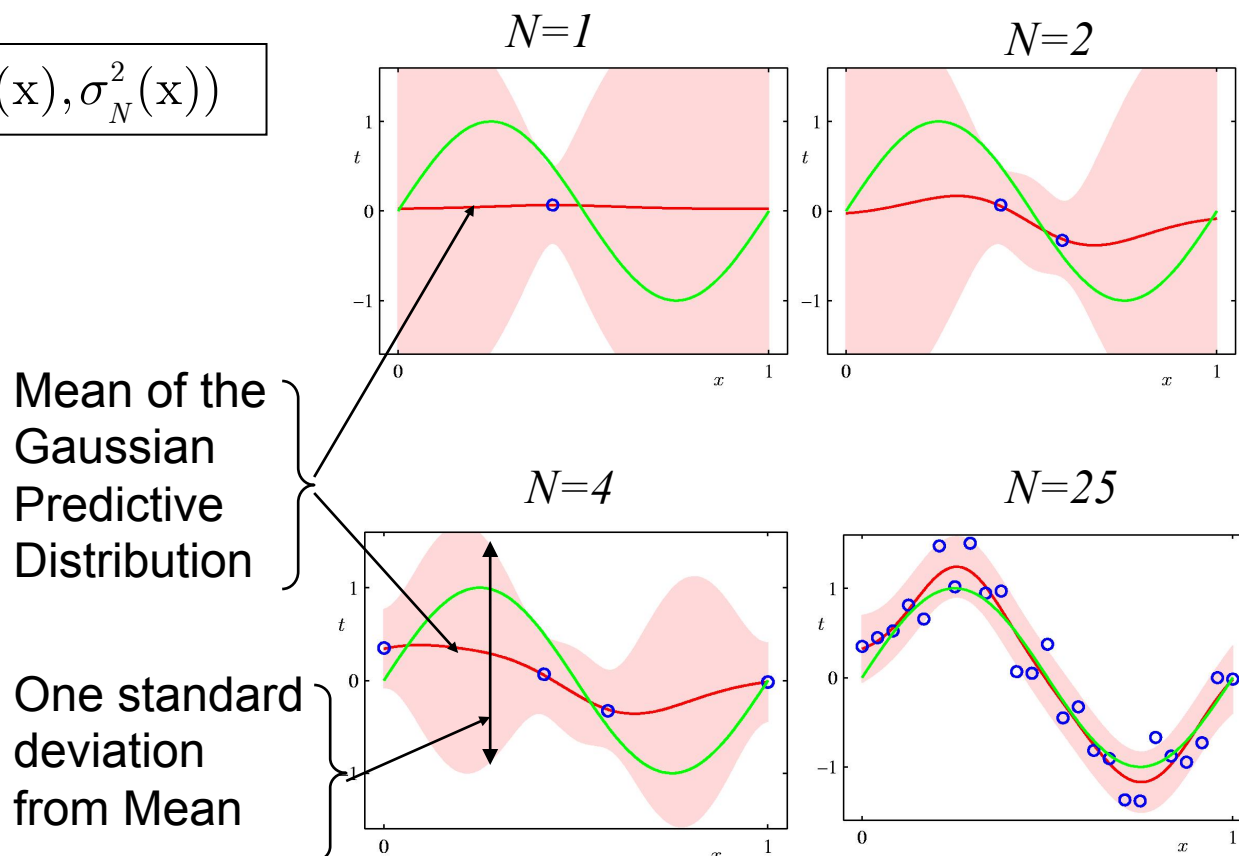 (x),σ²_N(x))
N=1
N=2
1
t
0
−1
0
x
1
1
t
0
−1
0
x
1
Mean of the
Gaussian
Predictive
Distribution
N=4
N=25
1
t
0
−1
0
x
1
1
t
0
−1
0
x
1
One standard
deviation
from Mean